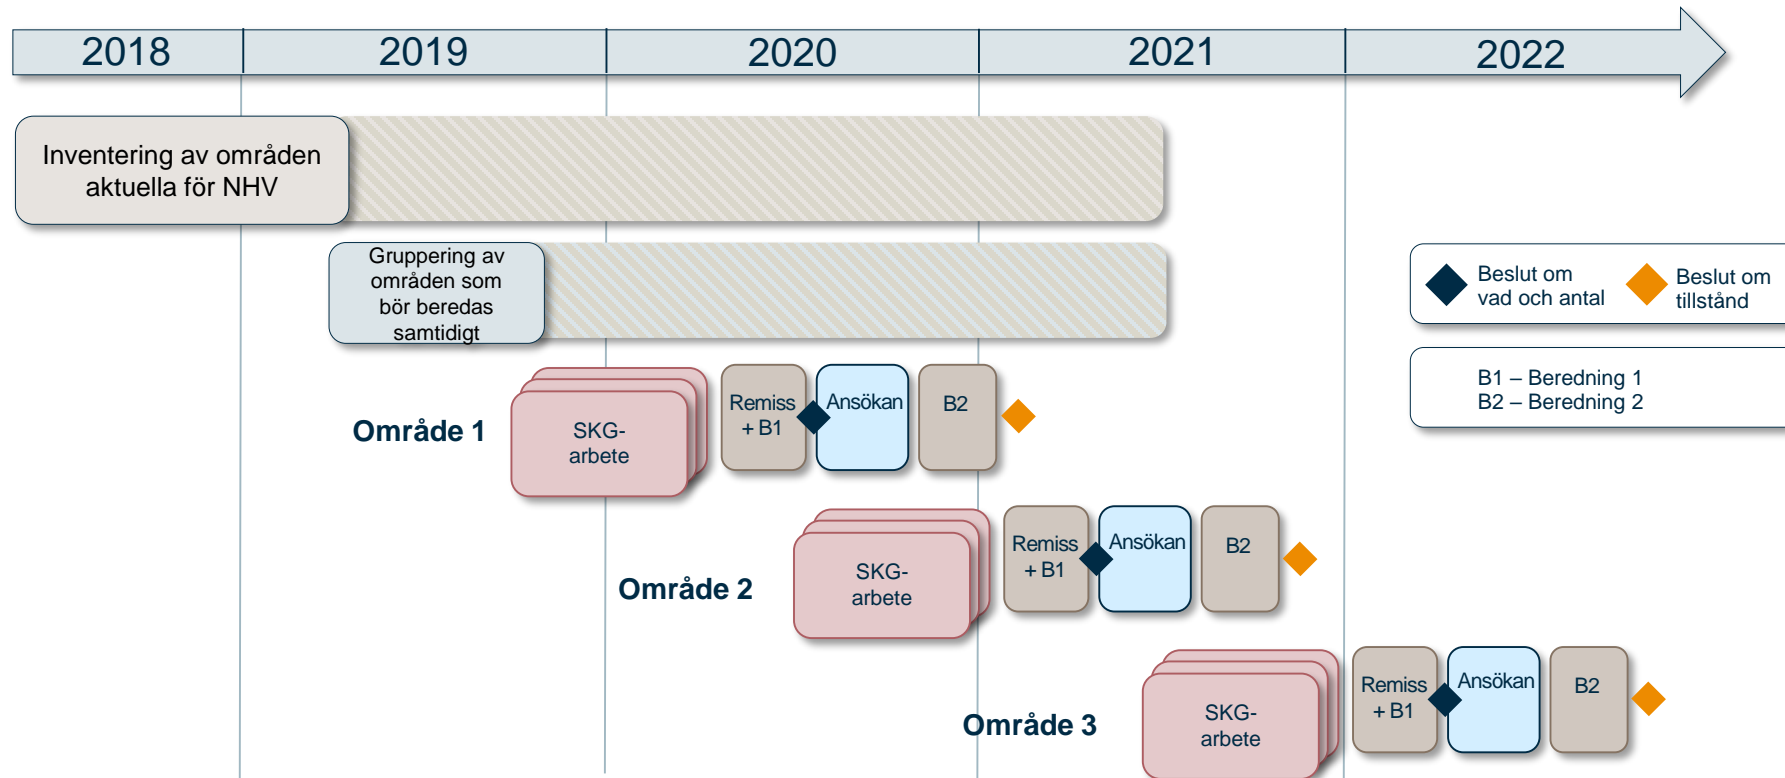 2018
2019
2020
2021
2022
Inventering av områden
aktuella för NHV
Gruppering av
områden som
bör beredas
samtidigt
Beslut om
vad och antal
Beslut om
tillstånd
B1 – Beredning 1
B2 – Beredning 2
Område 1
SKG-
arbete
Remiss
+ B1
Ansökan
B2
Område 2
SKG-
arbete
Remiss
+ B1
Ansökan
B2
Område 3
SKG-
arbete
Remiss
+ B1
Ansökan
B2